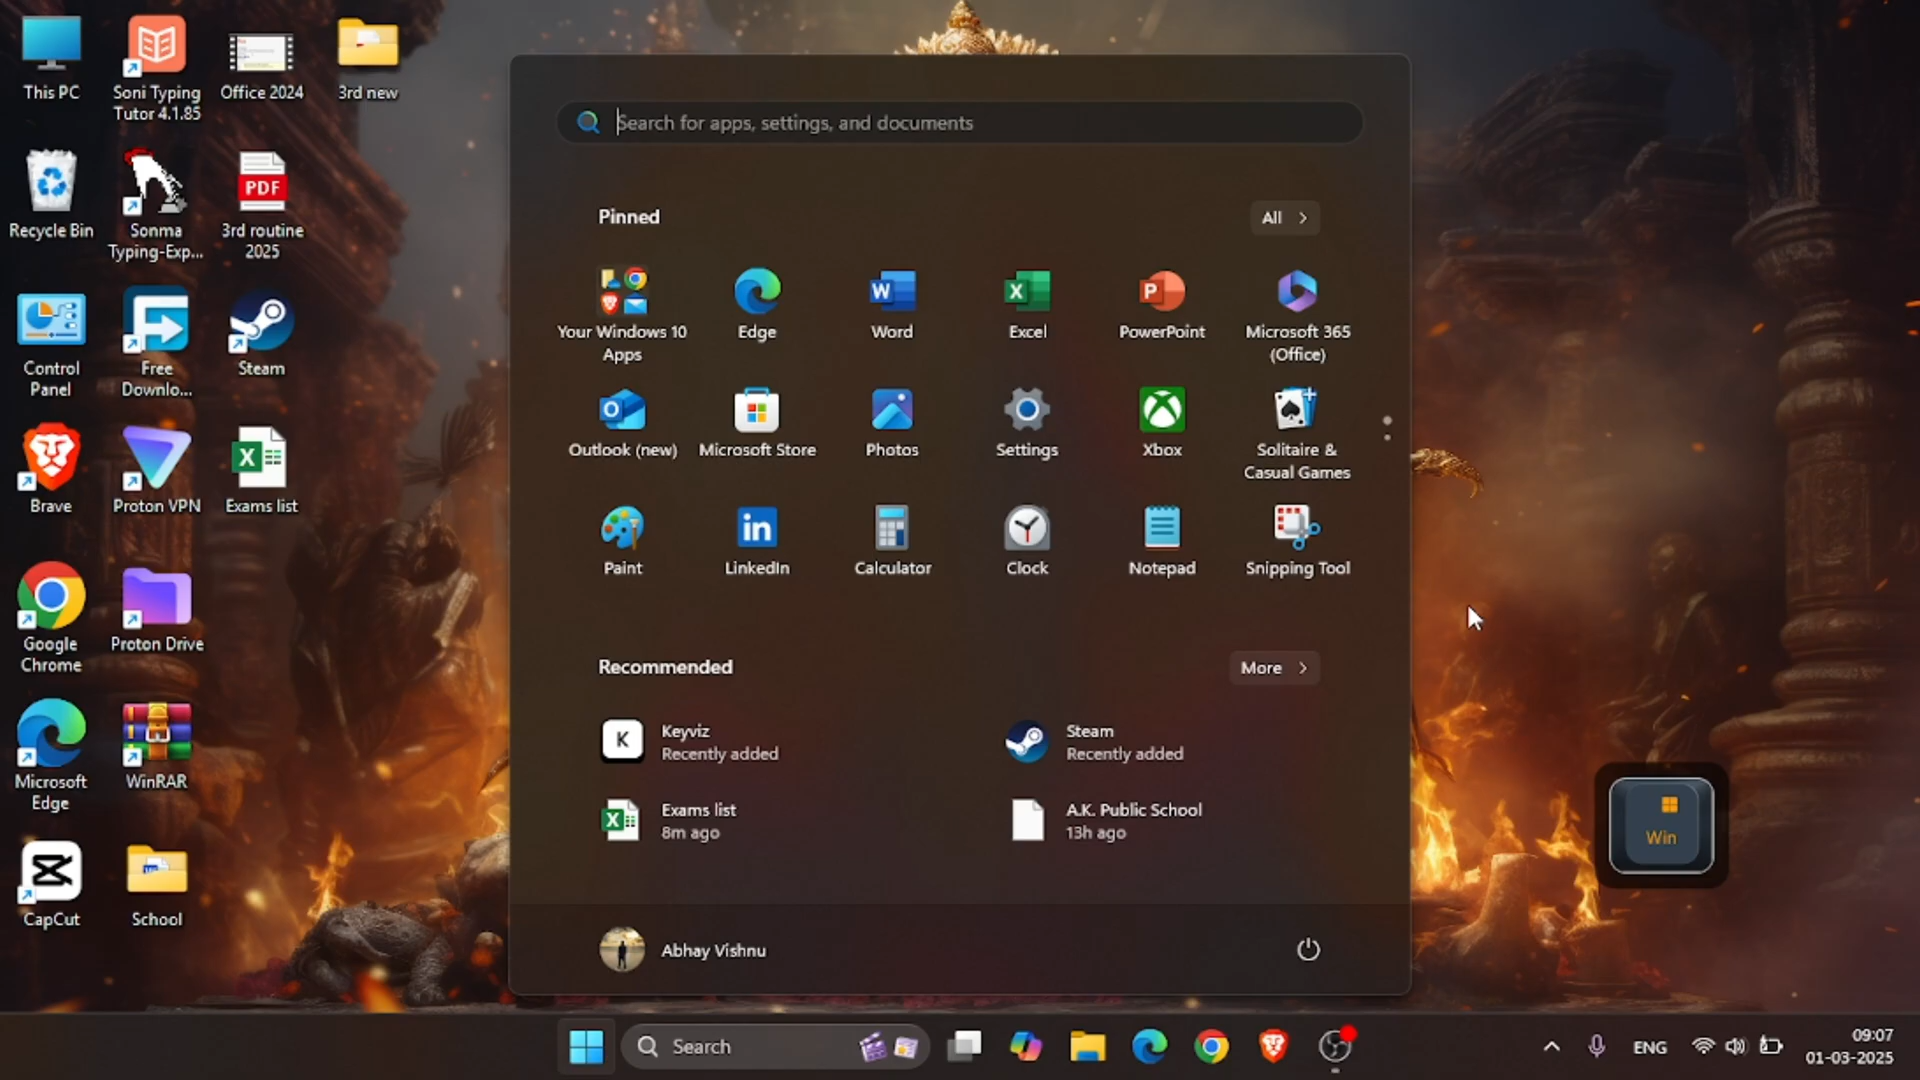 This PC
Soni Typing
Tutor 4.1.85
Office 2024
3rd new
Recycle Bin
Sonma
Typing-Exp...
PDF
3rd routine
2025
Control
Panel
Free
Downlo...
Steam
Brave
Proton VPN
Exams list
Google
Chrome
Proton Drive
Microsoft
Edge
WinRAR
CapCut
School
Search for apps, settings, and documents
Pinned
All
Your Windows 10
Apps
Edge
Word
Excel
PowerPoint
Microsoft 365
(Office)
Outlook (new)
Microsoft Store
Photos
Settings
Xbox
Solitaire &
Casual Games
Paint
LinkedIn
Calculator
Clock
Notepad
Snipping Tool
Recommended
More
K
Keyviz
Recently added
Steam
Recently added
Exams list
8m ago
A.K. Public School
13h ago
Abhay Vishnu
Win
Search
ENG
09:07
01-03-2025